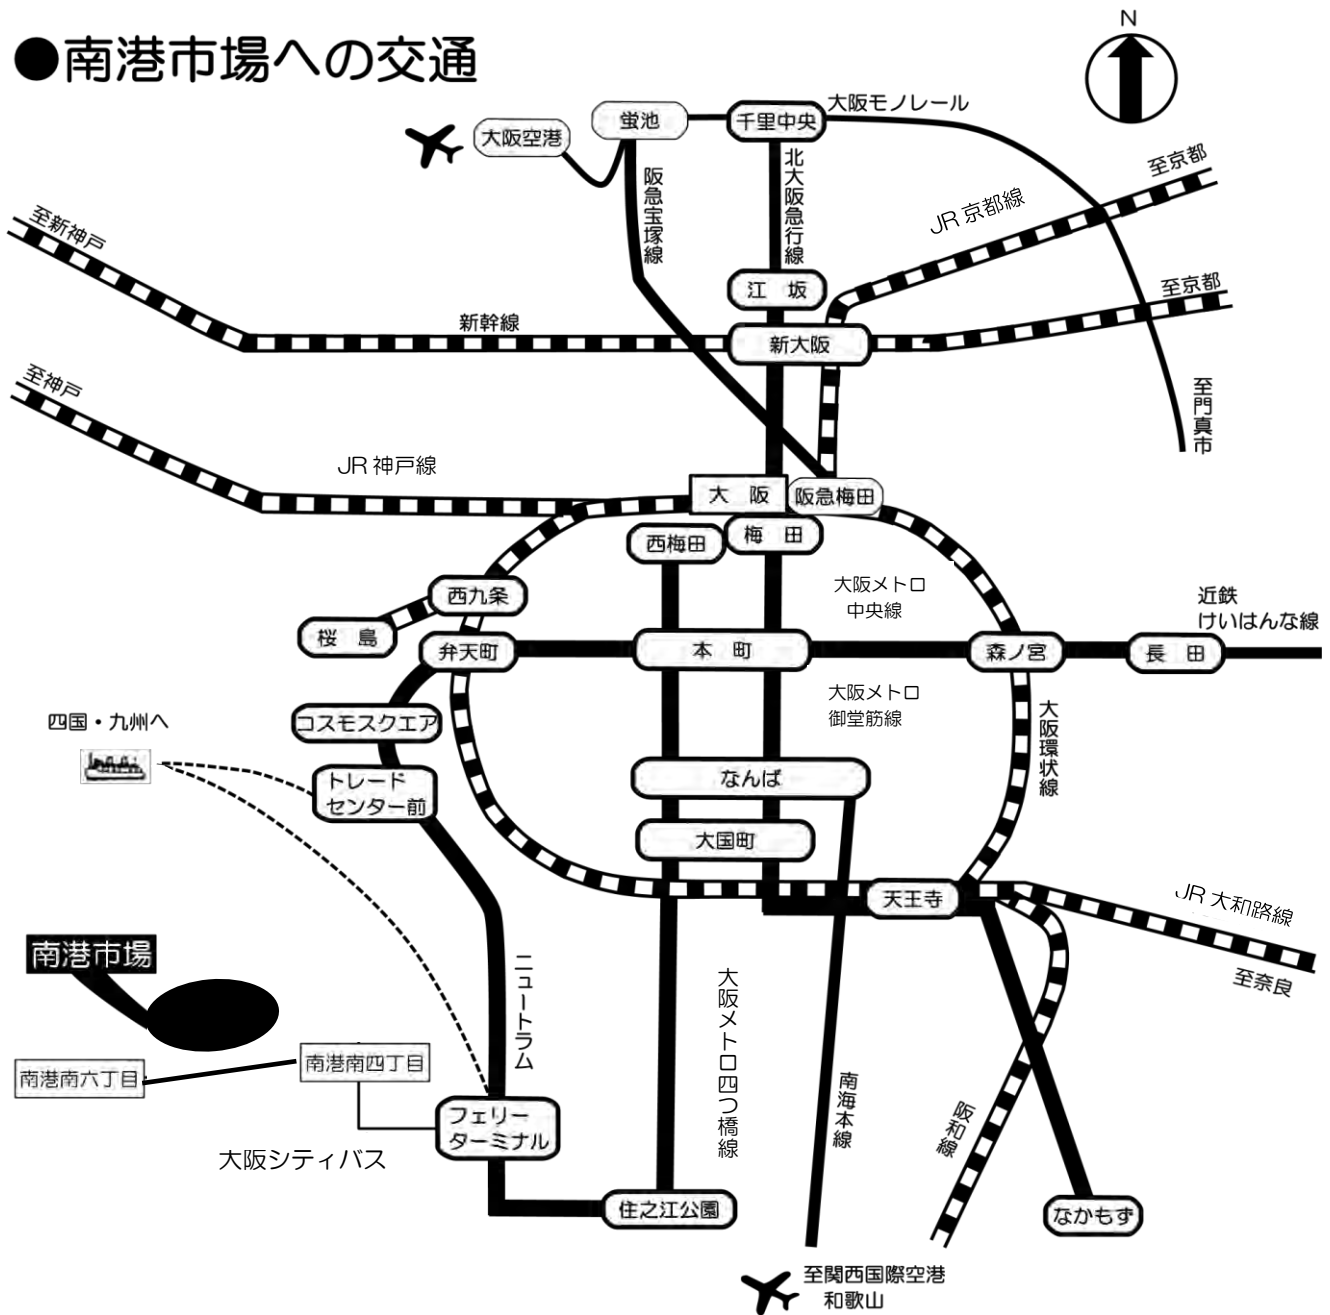 ●南港市場への交通
N
大阪モノレール
蛍池
千里中央
大阪空港
至京都
北大阪急行線
阪急宝塚線
JR 京都線
至新神戸
江 坂
至京都
新幹線
新大阪
至神戸
至門真市
JR 神戸線
大 阪
阪急梅田
梅 田
西梅田
大阪メトロ
中央線
西九条
近鉄
けいはんな線
桜 島
弁天町
本 町
森ノ宮
長 田
大阪メトロ
御堂筋線
コスモスクエア
四国・九州へ
大阪環状線
トレード
センター前
なんば
大国町
天王寺
JR 大和路線
至奈良
南港市場
ニュートラム
大阪メトロ四つ橋線
南港南四丁目
南港南六丁目
南海本線
阪和線
フェリー
ターミナル
大阪シティバス
住之江公園
なかもず
至関西国際空港
和歌山